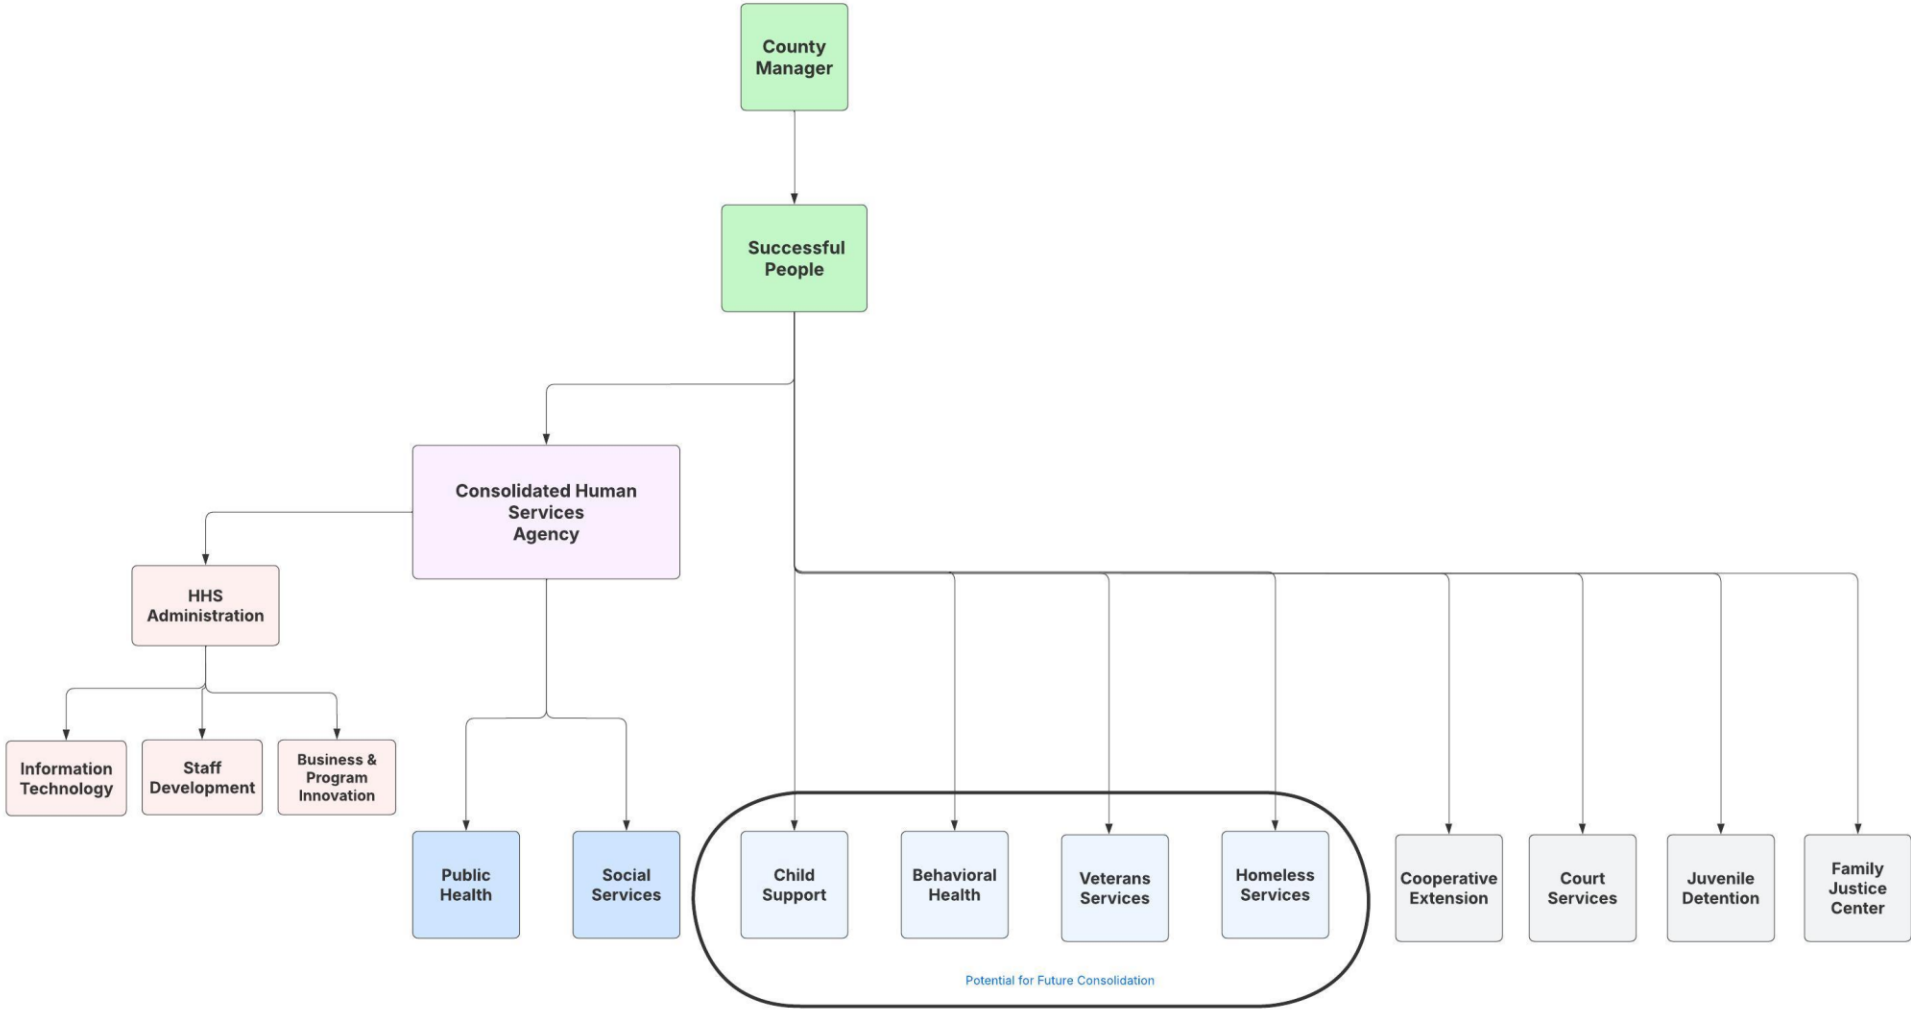 County
Manager
Successful
People
Consolidated Human
Services
Agency
HHS
Administration
Information
Technology
Staff
Development
Business &
Program
Innovation
Public
Health
Social
Services
Child
Support
Behavioral
Health
Veterans
Services
Homeless
Services
Cooperative
Extension
Court
Services
Juvenile
Detention
Family
Justice
Center
Potential for Future Consolidation